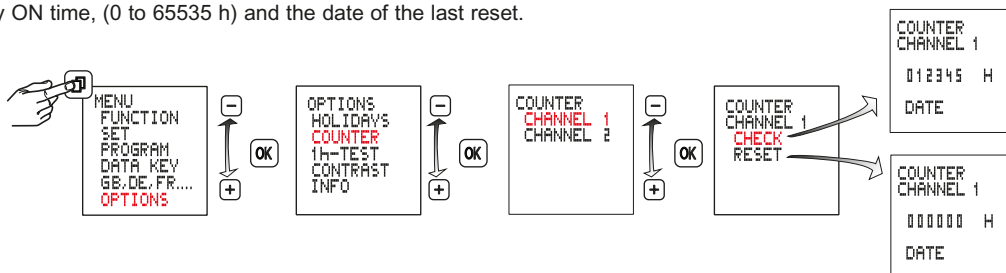 y ON time, (0 to 65535 h) and the date of the last reset.
MENU
FUNCTION
SET
PROGRAM
DATA KEY
GB,DE,FR....
OPTIONS
−
OK
+
OPTIONS
HOLIDAYS
COUNTER
1h-TEST
CONTRAST
INFO
−
OK
+
COUNTER
CHANNEL 1
CHANNEL 2
−
OK
+
COUNTER
CHANNEL 1
CHECK
RESET
COUNTER
CHANNEL 1
012345 H
DATE
COUNTER
CHANNEL 1
000000 H
DATE